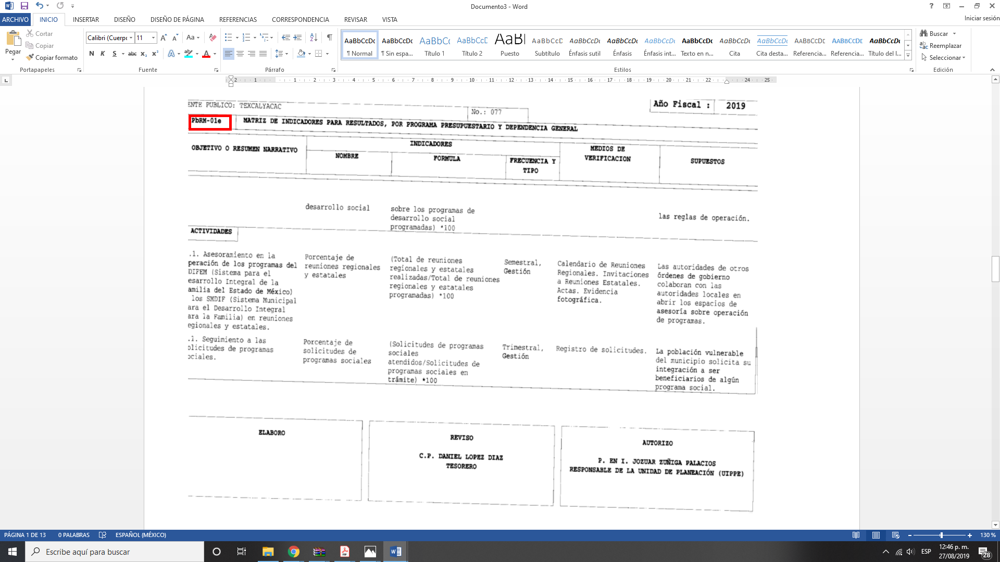 Documento3 - Word
ARCHIVO INICIO INSERTAR DISEÑO DISEÑO DE PÁGINA REFERENCIAS CORRESPONDENCIA REVISAR VISTA
Iniciar sesión
Pegar
Cortar
Copiar
Copiar formato
Portapapeles
Calibri (Cuerpo 11
N K S abc x₂ x²
Fuente
Párrafo
AaBbCcDc AaBbCcDc AaBbCc AaBbCcD AaBl AaBbCcD AaBbCcDc AaBbCcDc AaBbCcDc AaBbCcDc AaBbCcDc AaBbCcDc AaBbCcDc AaBbCcDc AaBbCcDc
¶ Normal ¶ Sin espa... Título 1 Título 2 Puesto Subtítulo Énfasis sutil Énfasis Énfasis int... Texto en n... Cita Cita desta... Referencia... Referencia... Título del l...
Estilos
Buscar
Reemplazar
Seleccionar
Edición
2 1 1 2 3 4 5 6 7 8 9 10 11 12 13 14 15 16 17 18 19 20 21 22 24 25
ENTE PUBLICO: TEXCALYACAC
No.: 077
Año Fiscal : 2019
PbRM-01e
MATRIZ DE INDICADORES PARA RESULTADOS, POR PROGRAMA PRESUPUESTARIO Y DEPENDENCIA GENERAL
OBJETIVO O RESUMEN NARRATIVO
INDICADORES
NOMBRE
FORMULA
FRECUENCIA Y
TIPO
MEDIOS DE
VERIFICACION
SUPUESTOS
desarrollo social
sobre los programas de
desarrollo social
programadas) *100
las reglas de operación.
ACTIVIDADES
.1. Asesoramiento en la
peración de los programas del
DIFEM (Sistema para el
esarrollo Integral de la
amilia del Estado de México)
los SMDIF (Sistema Municipal
ara el Desarrollo Integral
ara la Familia) en reuniones
egionales y estatales.
Porcentaje de
reuniones regionales
y estatales
(Total de reuniones
regionales y estatales
realizadas/Total de reuniones
regionales y estatales
programadas) *100
Semestral,
Gestión
Calendario de Reuniones
Regionales. Invitaciones
a Reuniones Estatales.
Actas. Evidencia
fotográfica.
Las autoridades de otros
órdenes de gobierno
colaboran con las
autoridades locales en
abrir los espacios de
asesoría sobre operación
de programas.
.1. Seguimiento a las
olicitudes de programas
ociales.
Porcentaje de
solicitudes de
programas sociales
(Solicitudes de programas
sociales
atendidos/Solicitudes de
programas sociales en
trámite) *100
Trimestral,
Gestión
Registro de solicitudes.
La población vulnerable
del municipio solicita su
integración a ser
beneficiarios de algún
programa social.
ELABORO
REVISO
C.P. DANIEL LOPEZ DIAZ
TESORERO
AUTORIZO
P. EN I. JOZUAR ZUÑIGA PALACIOS
RESPONSABLE DE LA UNIDAD DE PLANEACIÓN (UIPPE)
PÁGINA 1 DE 13 0 PALABRAS ESPAÑOL (MÉXICO)
130 %
Escribe aquí para buscar
ESP
12:46 p. m.
27/08/2019
28